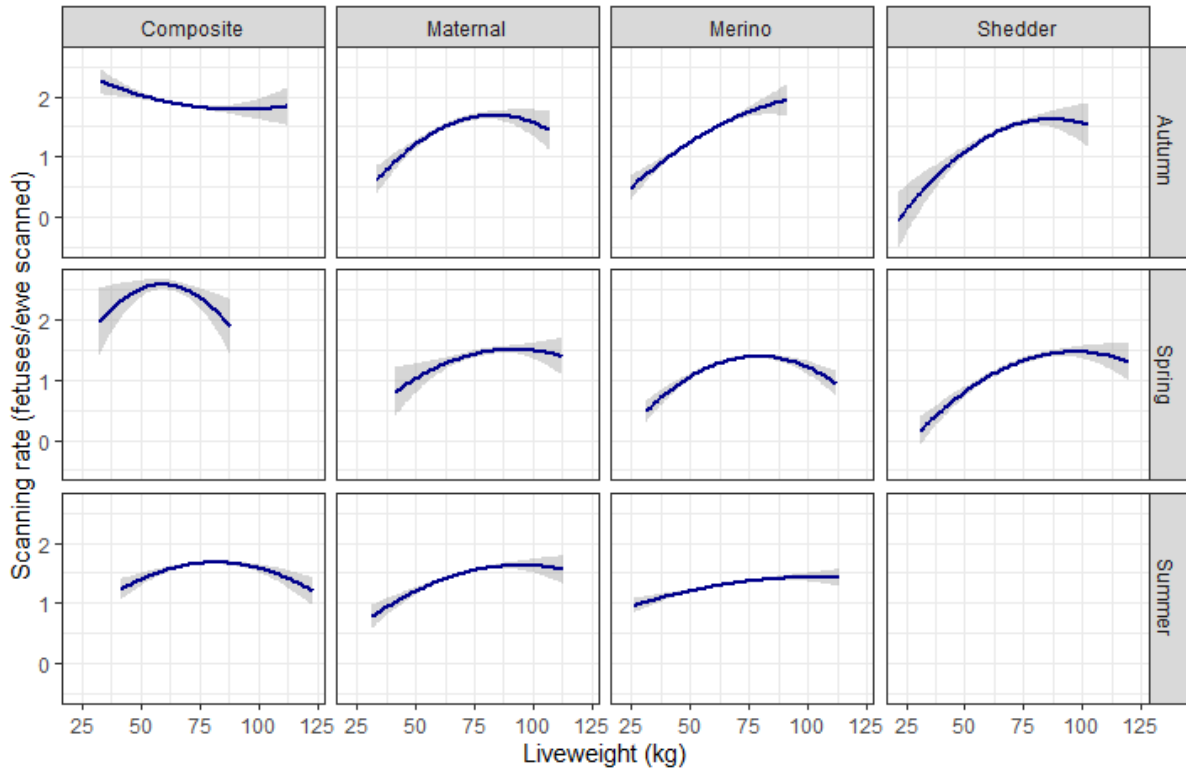 Composite Maternal Merino Shedder
Scanning rate (fetuses/ewe scanned)
2
1
0
Autumn
2
1
0
Spring
2
1
0
Summer
25 50 75 100 125 25 50 75 100 125 25 50 75 100 125 25 50 75 100 125
Liveweight (kg)